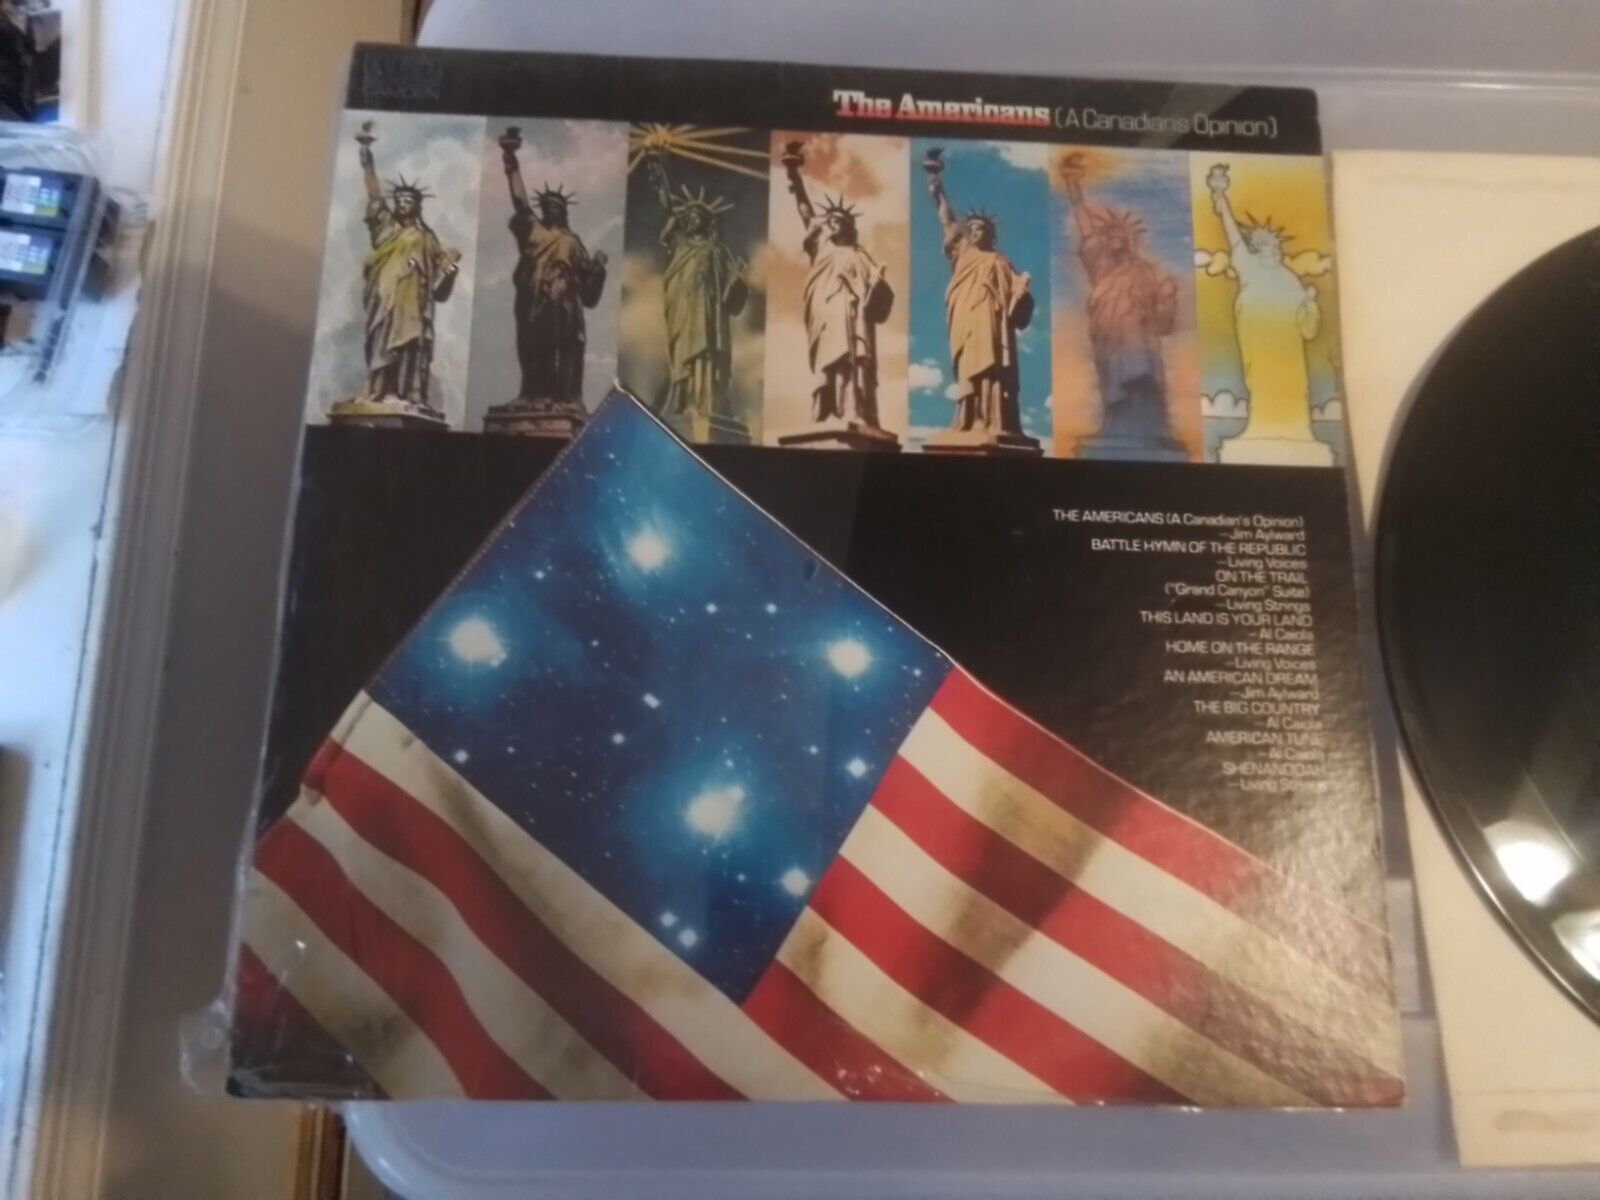 The Americans (A Canadians Opinion)
THE AMERICANS (A Canadian's Opinion)
—Jim Aylward
BATTLE HYMN OF THE REPUBLIC
—Living Voices
ON THE TRAIL
("Grand Canyon" Suite)
—Living Strings
THIS LAND IS YOUR LAND
—Al Caiola
HOME ON THE RANGE
—Living Voices
AN AMERICAN DREAM
—Jim Aylward
THE BIG COUNTRY
—Al Caiola
AMERICAN TUNE
—Al Caiola
SHENANDOAH
—Living Strings